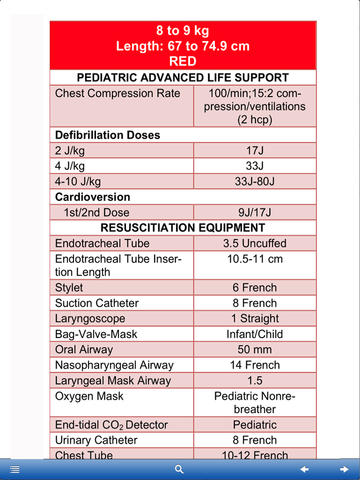 8 to 9 kg
Length: 67 to 74.9 cm
RED
PEDIATRIC ADVANCED LIFE SUPPORT
Chest Compression Rate 100/min;15:2 com-
pression/ventilations
(2 hcp)
Defibrillation Doses
2 J/kg 17J
4 J/kg 33J
4-10 J/kg 33J-80J
Cardioversion
1st/2nd Dose 9J/17J
RESUSCITIATION EQUIPMENT
Endotracheal Tube 3.5 Uncuffed
Endotracheal Tube Inser- 10.5-11 cm
tion Length
Stylet 6 French
Suction Catheter 8 French
Laryngoscope 1 Straight
Bag-Valve-Mask Infant/Child
Oral Airway 50 mm
Nasopharyngeal Airway 14 French
Laryngeal Mask Airway 1.5
Oxygen Mask Pediatric Nonre-
breather
End-tidal CO2 Detector Pediatric
Urinary Catheter 8 French
Chest Tube 10-12 French